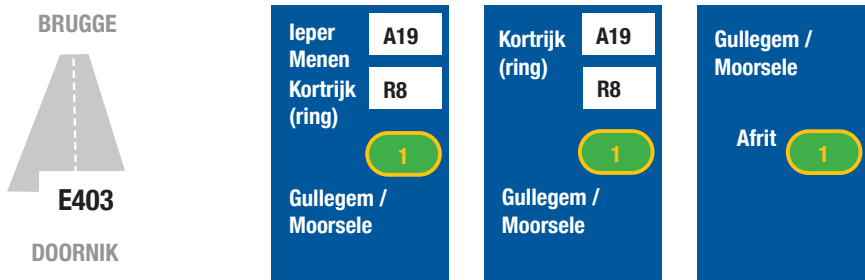 BRUGGE
E403
DOORNIK
Ieper
Menen
A19
Kortrijk
(ring)
R8
1
Gullegem /
Moorsele
Kortrijk
(ring)
A19
R8
1
Gullegem /
Moorsele
Gullegem /
Moorsele
Afrit 1